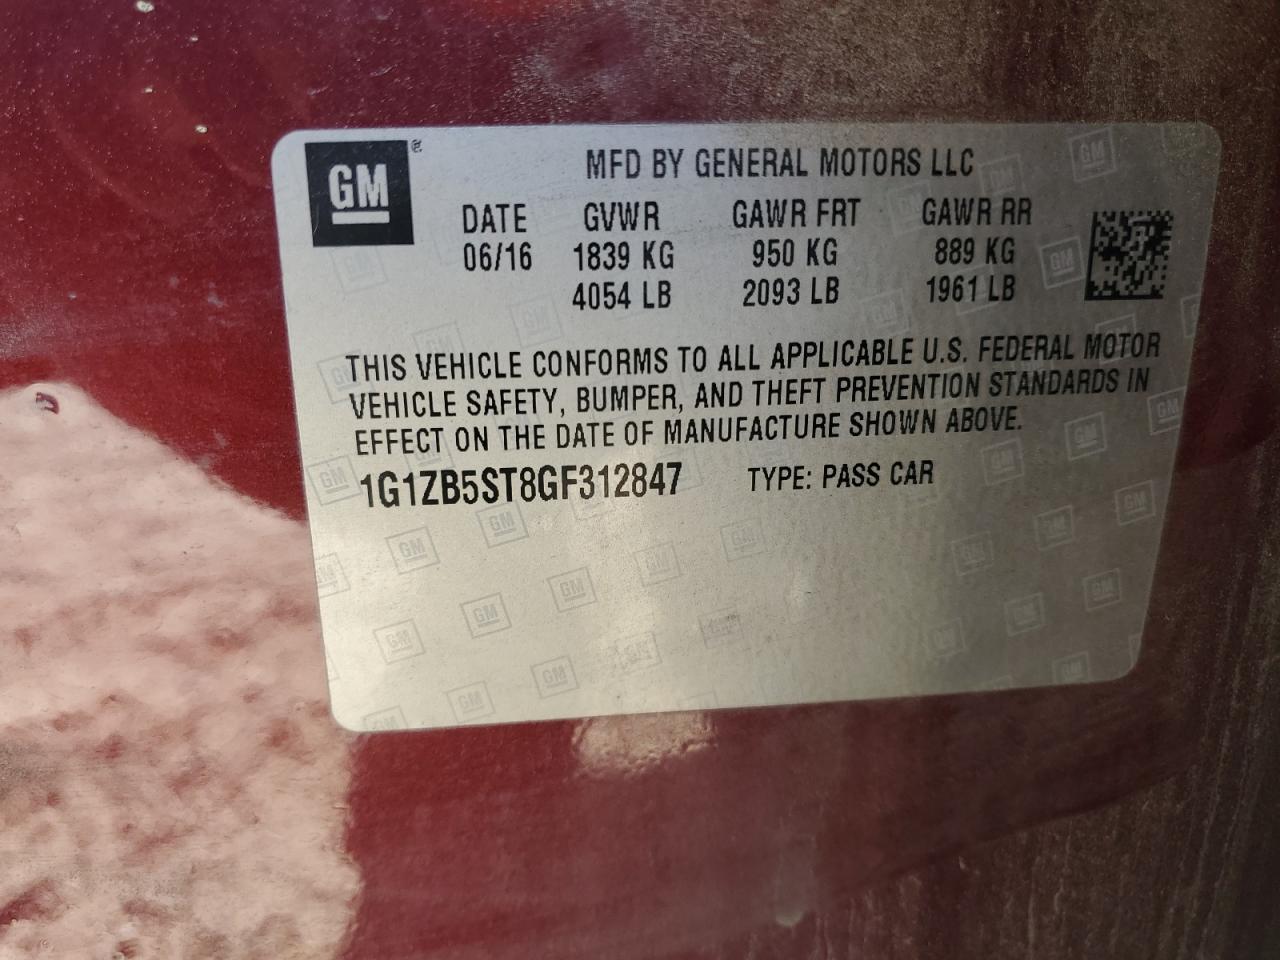 GM
MFD BY GENERAL MOTORS LLC
DATE GVWR GAWR FRT GAWR RR
06/16 1839 KG 950 KG 889 KG
4054 LB 2093 LB 1961 LB
THIS VEHICLE CONFORMS TO ALL APPLICABLE U.S. FEDERAL MOTOR
VEHICLE SAFETY, BUMPER, AND THEFT PREVENTION STANDARDS IN
EFFECT ON THE DATE OF MANUFACTURE SHOWN ABOVE.
1G1ZB5ST8GF312847 TYPE: PASS CAR